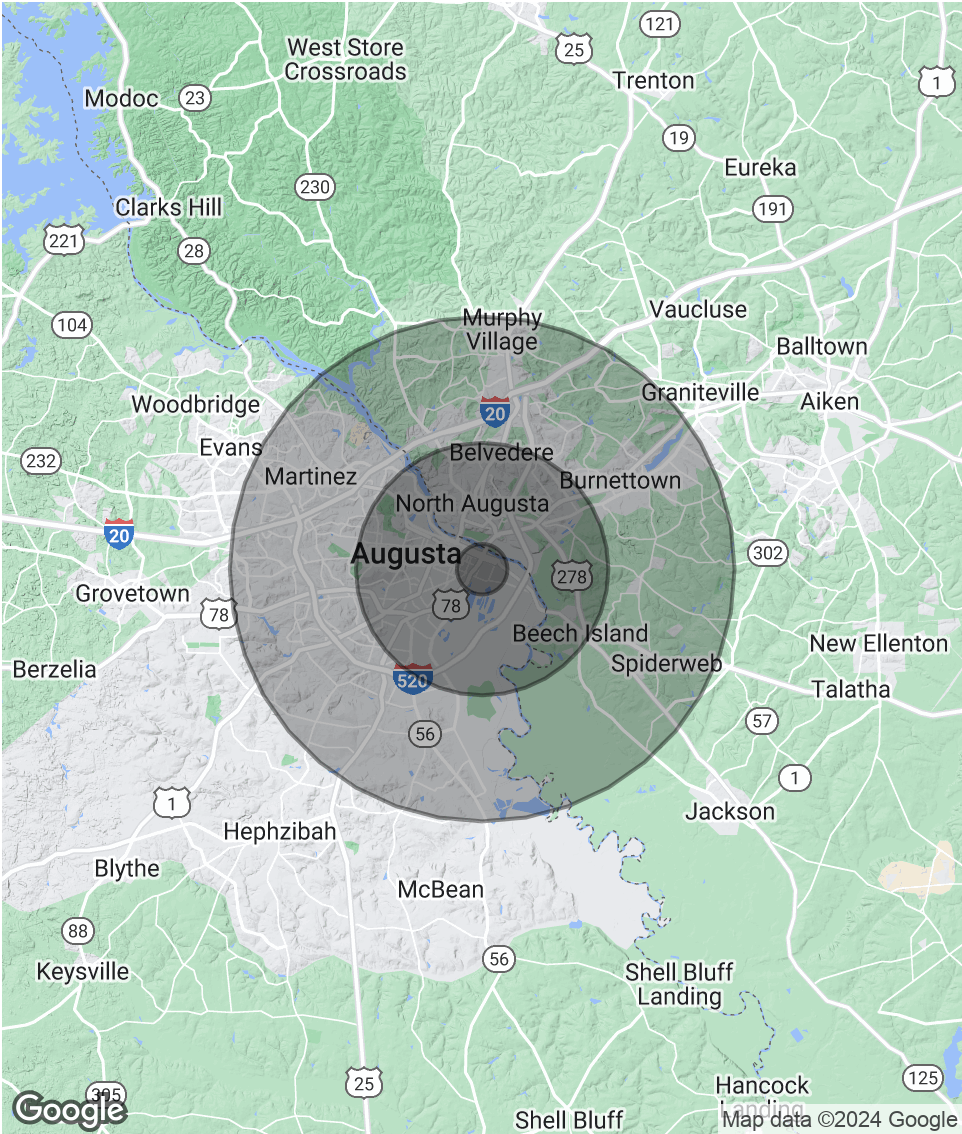 121
West Store
Crossroads
25
Trenton
1
Modoc
23
19
Eureka
230
191
Clarks Hill
221
28
Vaucluse
Murphy
Village
104
Balltown
Graniteville
Aiken
Woodbridge
20
Evans
Belvedere
232
Martinez
Burnettown
North Augusta
20
Augusta
302
278
Grovetown
78
78
Beech Island
New Ellenton
Berzelia
Spiderweb
520
Talatha
57
56
1
1
Jackson
Hephzibah
Blythe
McBean
88
56
Keysville
Shell Bluff
Landing
25
125
Hancock
Landing
305
Google
Shell Bluff
Map data ©2024 Google